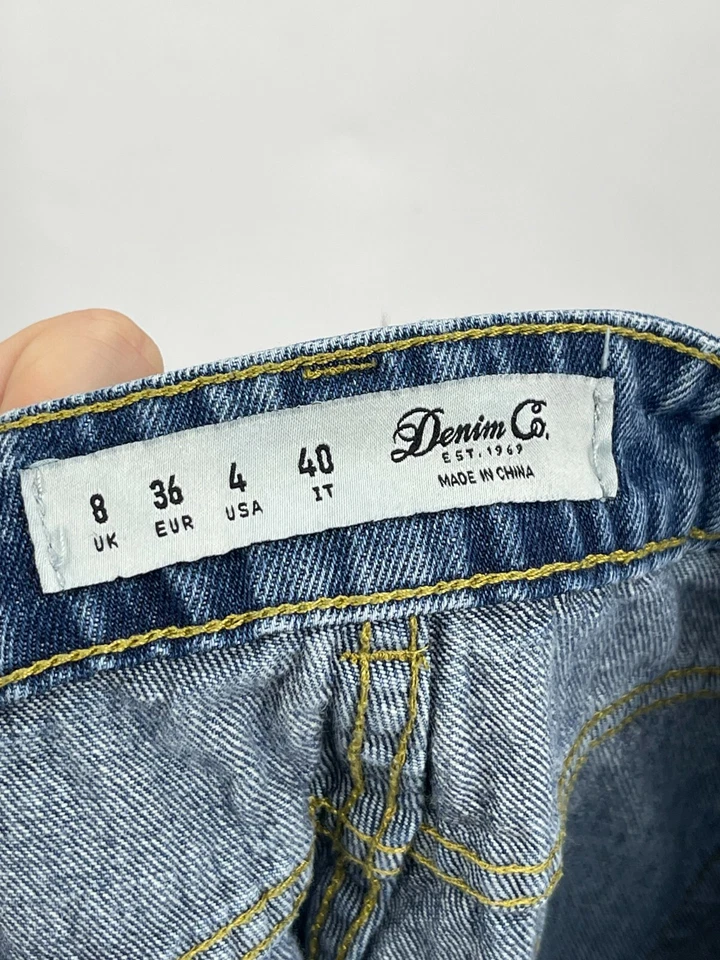 8 36 4 40
UK EUR USA IT
Denim Co.
EST. 1969
MADE IN CHINA